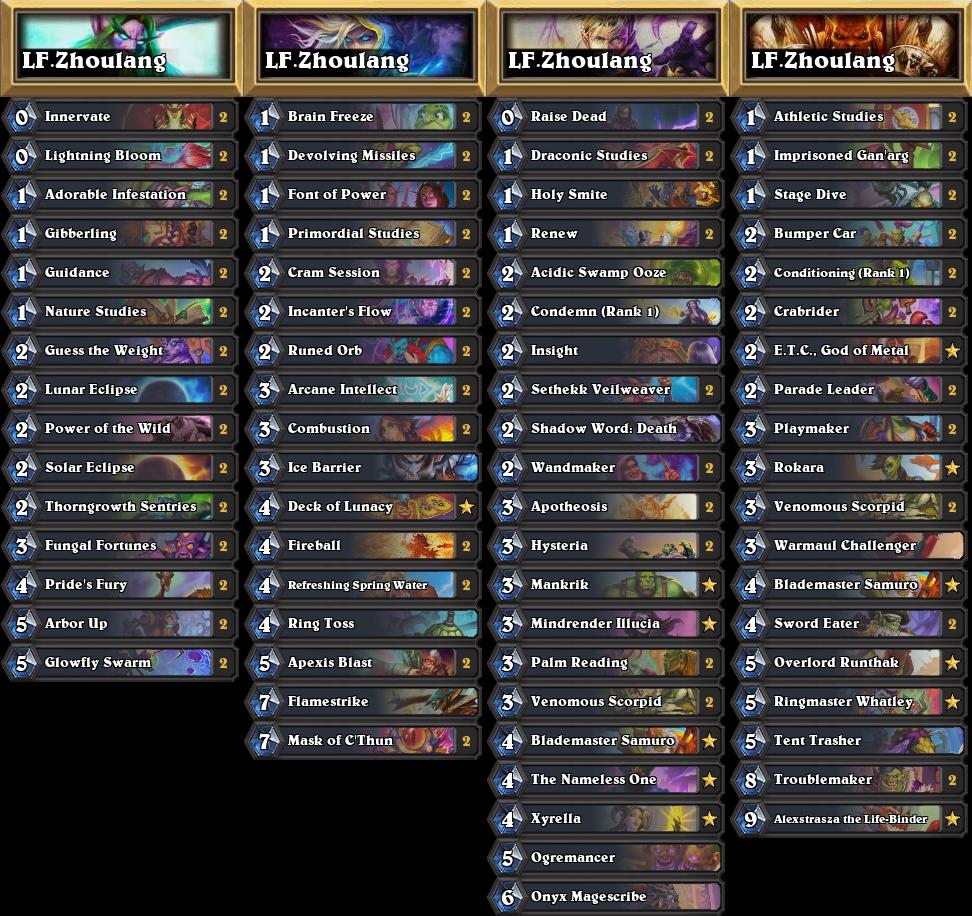 LF.Zhoulang
0 Innervate 2
0 Lightning Bloom 2
1 Adorable Infestation 2
1 Gibberling 2
1 Guidance 2
1 Nature Studies 2
2 Guess the Weight 2
2 Lunar Eclipse 2
2 Power of the Wild 2
2 Solar Eclipse 2
2 Thorngrowth Sentries 2
3 Fungal Fortunes 2
4 Pride's Fury 2
5 Arbor Up 2
5 Glowfly Swarm 2
LF.Zhoulang
1 Brain Freeze 2
1 Devolving Missiles 2
1 Font of Power 2
1 Primordial Studies 2
2 Cram Session 2
2 Incanter's Flow 2
2 Runed Orb 2
3 Arcane Intellect 2
3 Combustion 2
3 Ice Barrier
4 Deck of Lunacy
4 Fireball 2
4 Refreshing Spring Water 2
4 Ring Toss
5 Apexis Blast 2
7 Flamestrike
7 Mask of C'Thun 2
LF.Zhoulang
0 Raise Dead 2
1 Draconic Studies 2
1 Holy Smite 2
1 Renew 2
2 Acidic Swamp Ooze
2 Condemn (Rank 1)
2 Insight
2 Sethekk Veilweaver 2
2 Shadow Word: Death
2 Wandmaker 2
3 Apotheosis 2
3 Hysteria 2
3 Mankrik
3 Mindrender Illucia
3 Palm Reading 2
3 Venomous Scorpid 2
4 Blademaster Samuro
4 The Nameless One
4 Xyrella
5 Ogremancer
6 Onyx Magescribe
LF.Zhoulang
1 Athletic Studies 2
1 Imprisoned Gan'arg 2
1 Stage Dive 2
2 Bumper Car 2
2 Conditioning (Rank 1) 2
2 Crabrider 2
2 E.T.C., God of Metal
2 Parade Leader 2
3 Playmaker 2
3 Rokara
3 Venomous Scorpid 2
3 Warmaul Challenger
4 Blademaster Samuro
4 Sword Eater 2
5 Overlord Runthak
5 Ringmaster Whatley
5 Tent Trasher
8 Troublemaker 2
9 Alexstrasza the Life-Binder